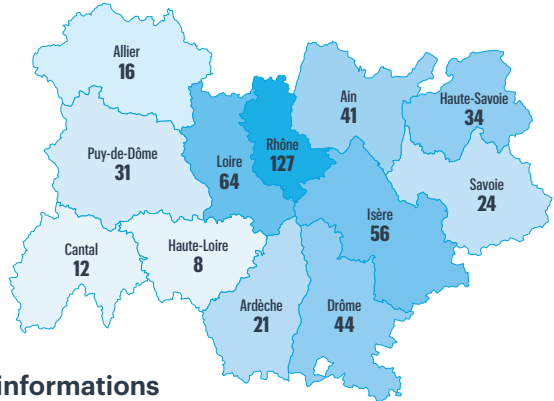 Allier
16
Ain
41
Haute-Savoie
34
Puy-de-Dôme
31
Loire
64
Rhône
127
Savoie
24
Isère
56
Cantal
12
Haute-Loire
8
Ardèche
21
Drôme
44
informations